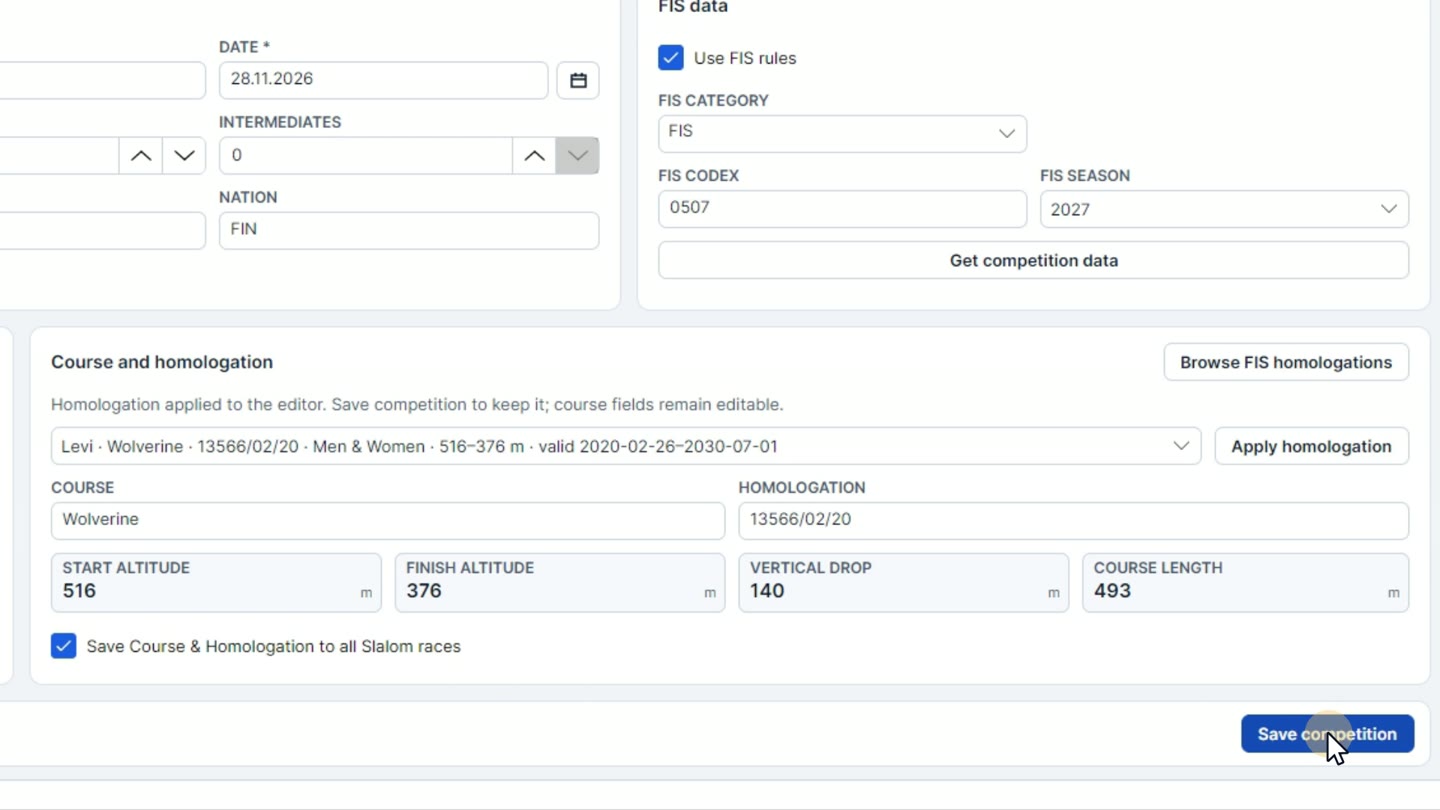 FIS data
DATE *
28.11.2026
Use FIS rules
FIS CATEGORY
FIS
INTERMEDIATES
0
FIS CODEX
FIS SEASON
0507
2027
NATION
FIN
Get competition data
Course and homologation
Browse FIS homologations
Homologation applied to the editor. Save competition to keep it; course fields remain editable.
Levi · Wolverine · 13566/02/20 · Men & Women · 516–376 m · valid 2020-02-26–2030-07-01
Apply homologation
COURSE
HOMOLOGATION
Wolverine
13566/02/20
START ALTITUDE
516 m
FINISH ALTITUDE
376 m
VERTICAL DROP
140 m
COURSE LENGTH
493 m
Save Course & Homologation to all Slalom races
Save competition